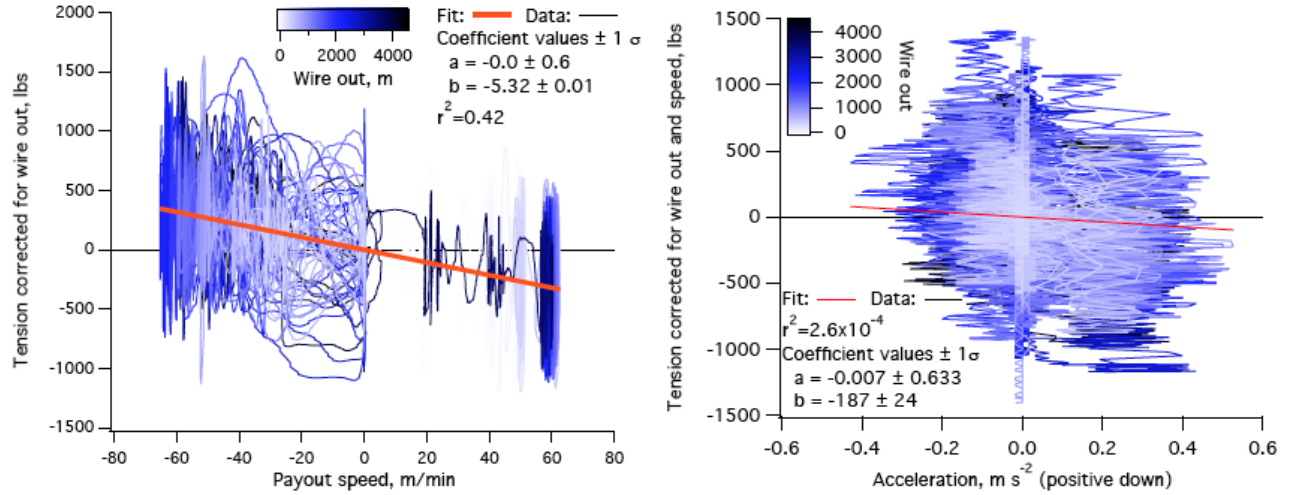 2000
1500
1000
500
0
-500
-1000
-1500
Tension corrected for wire out, lbs
0 2000 4000
Wire out, m
Fit: Data:
Coefficient values ± 1 σ
a = -0.0 ± 0.6
b = -5.32 ± 0.01
r²=0.42
-80 -60 -40 -20 0 20 40 60 80
Payout speed, m/min
1500
1000
500
0
-500
-1000
-1500
Tension corrected for wire out and speed, lbs
4000
3000
2000
1000
0
Wire out
Fit: Data:
r²=2.6x10⁻⁴
Coefficient values ± 1σ
a = -0.007 ± 0.633
b = -187 ± 24
-0.6 -0.4 -0.2 0.0 0.2 0.4 0.6
Acceleration, m s⁻² (positive down)